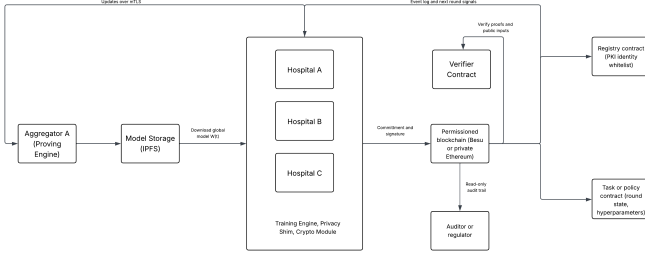 Updates over mTLS
Event log and next round signals
Verify proofs and
public inputs
Registry contract
(PKI identity
whitelist)
Verifier
Contract
Hospital A
Hospital B
Hospital C
Aggregator A
(Proving
Engine)
Model Storage
(IPFS)
Download global
model W(t)
Commitment and
signature
Permissioned
blockchain (Besu
or private
Ethereum)
Read-only
audit trail
Task or policy
contract (round
state,
hyperparameters)
Training Engine, Privacy
Shim, Crypto Module
Auditor or
regulator